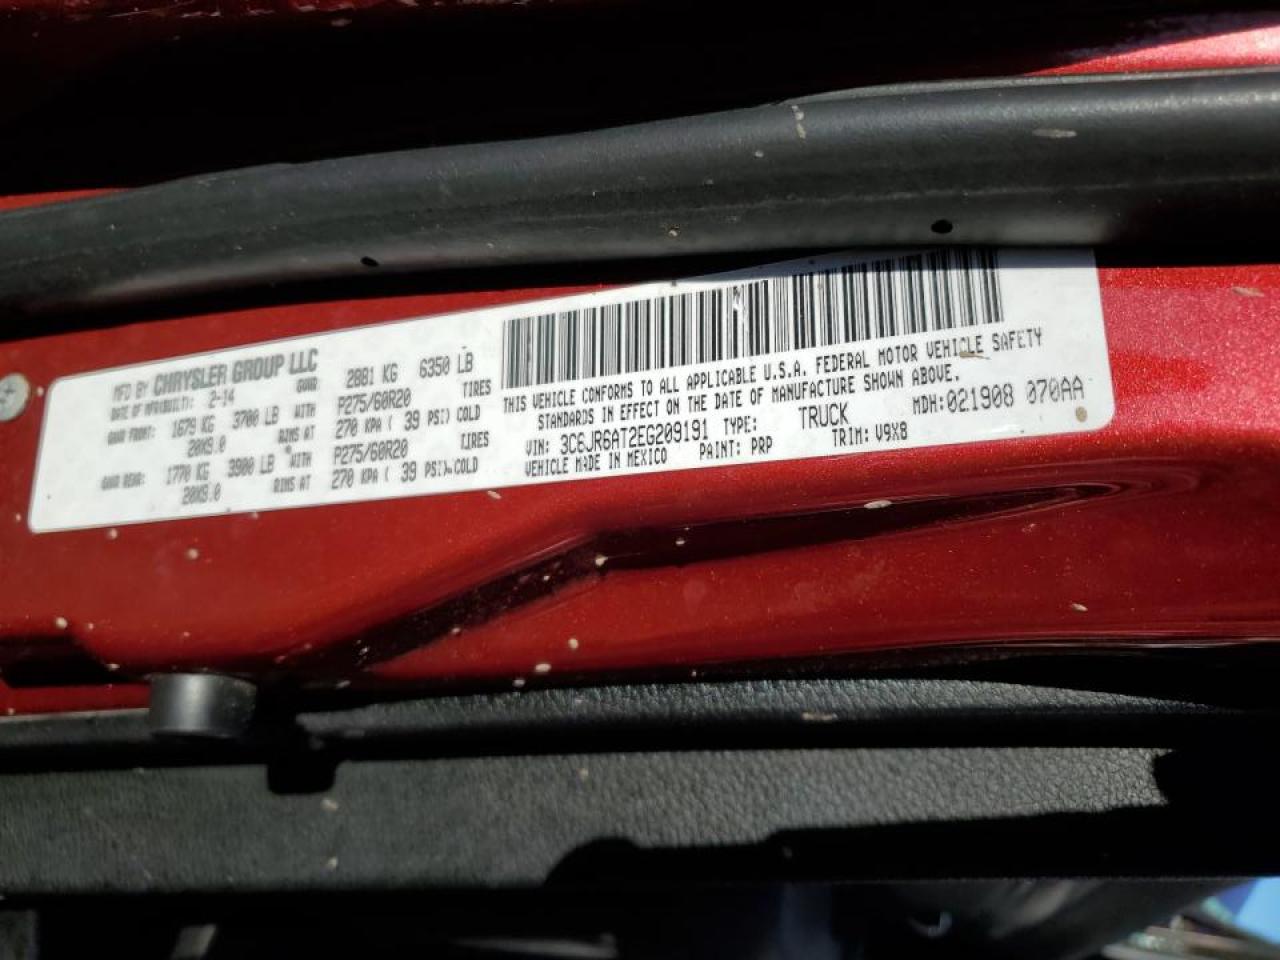 MFD BY CHRYSLER GROUP LLC
DATE OF MFR(BUILT): 2-14 GVWR 2881 KG 6350 LB
GAWR FRONT: 1679 KG 3700 LB WITH P275/60R20 TIRES
20X9.0 RIMS AT 270 KPA ( 39 PSI) COLD
GAWR REAR: 1770 KG 3900 LB WITH P275/60R20 TIRES
20X9.0 RIMS AT 270 KPA ( 39 PSI) COLD
THIS VEHICLE CONFORMS TO ALL APPLICABLE U.S.A. FEDERAL MOTOR VEHICLE SAFETY
STANDARDS IN EFFECT ON THE DATE OF MANUFACTURE SHOWN ABOVE.
VIN: 3C6JR6AT2EG209191 TYPE: TRUCK MDH:021908 070AA
VEHICLE MADE IN MEXICO PAINT: PRP TRIM: V9X8